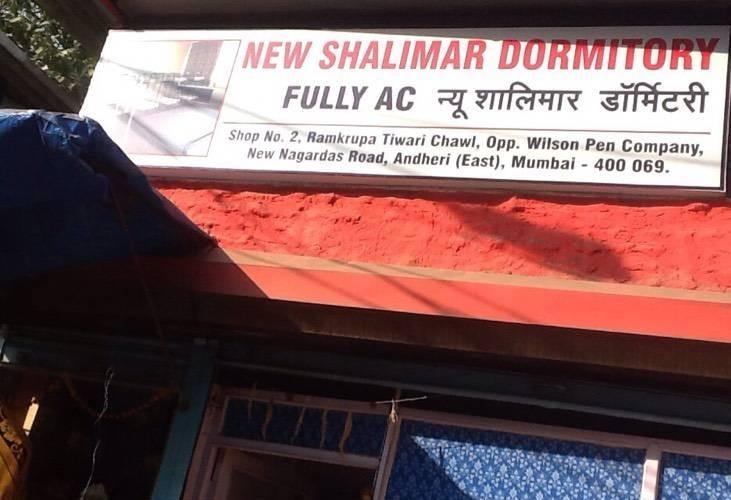 NEW SHALIMAR DORMITORY
FULLY AC न्यू शालिमार डॉर्मिटरी
Shop No. 2, Ramkrupa Tiwari Chawl, Opp. Wilson Pen Company,
New Nagardas Road, Andheri (East), Mumbai - 400 069.